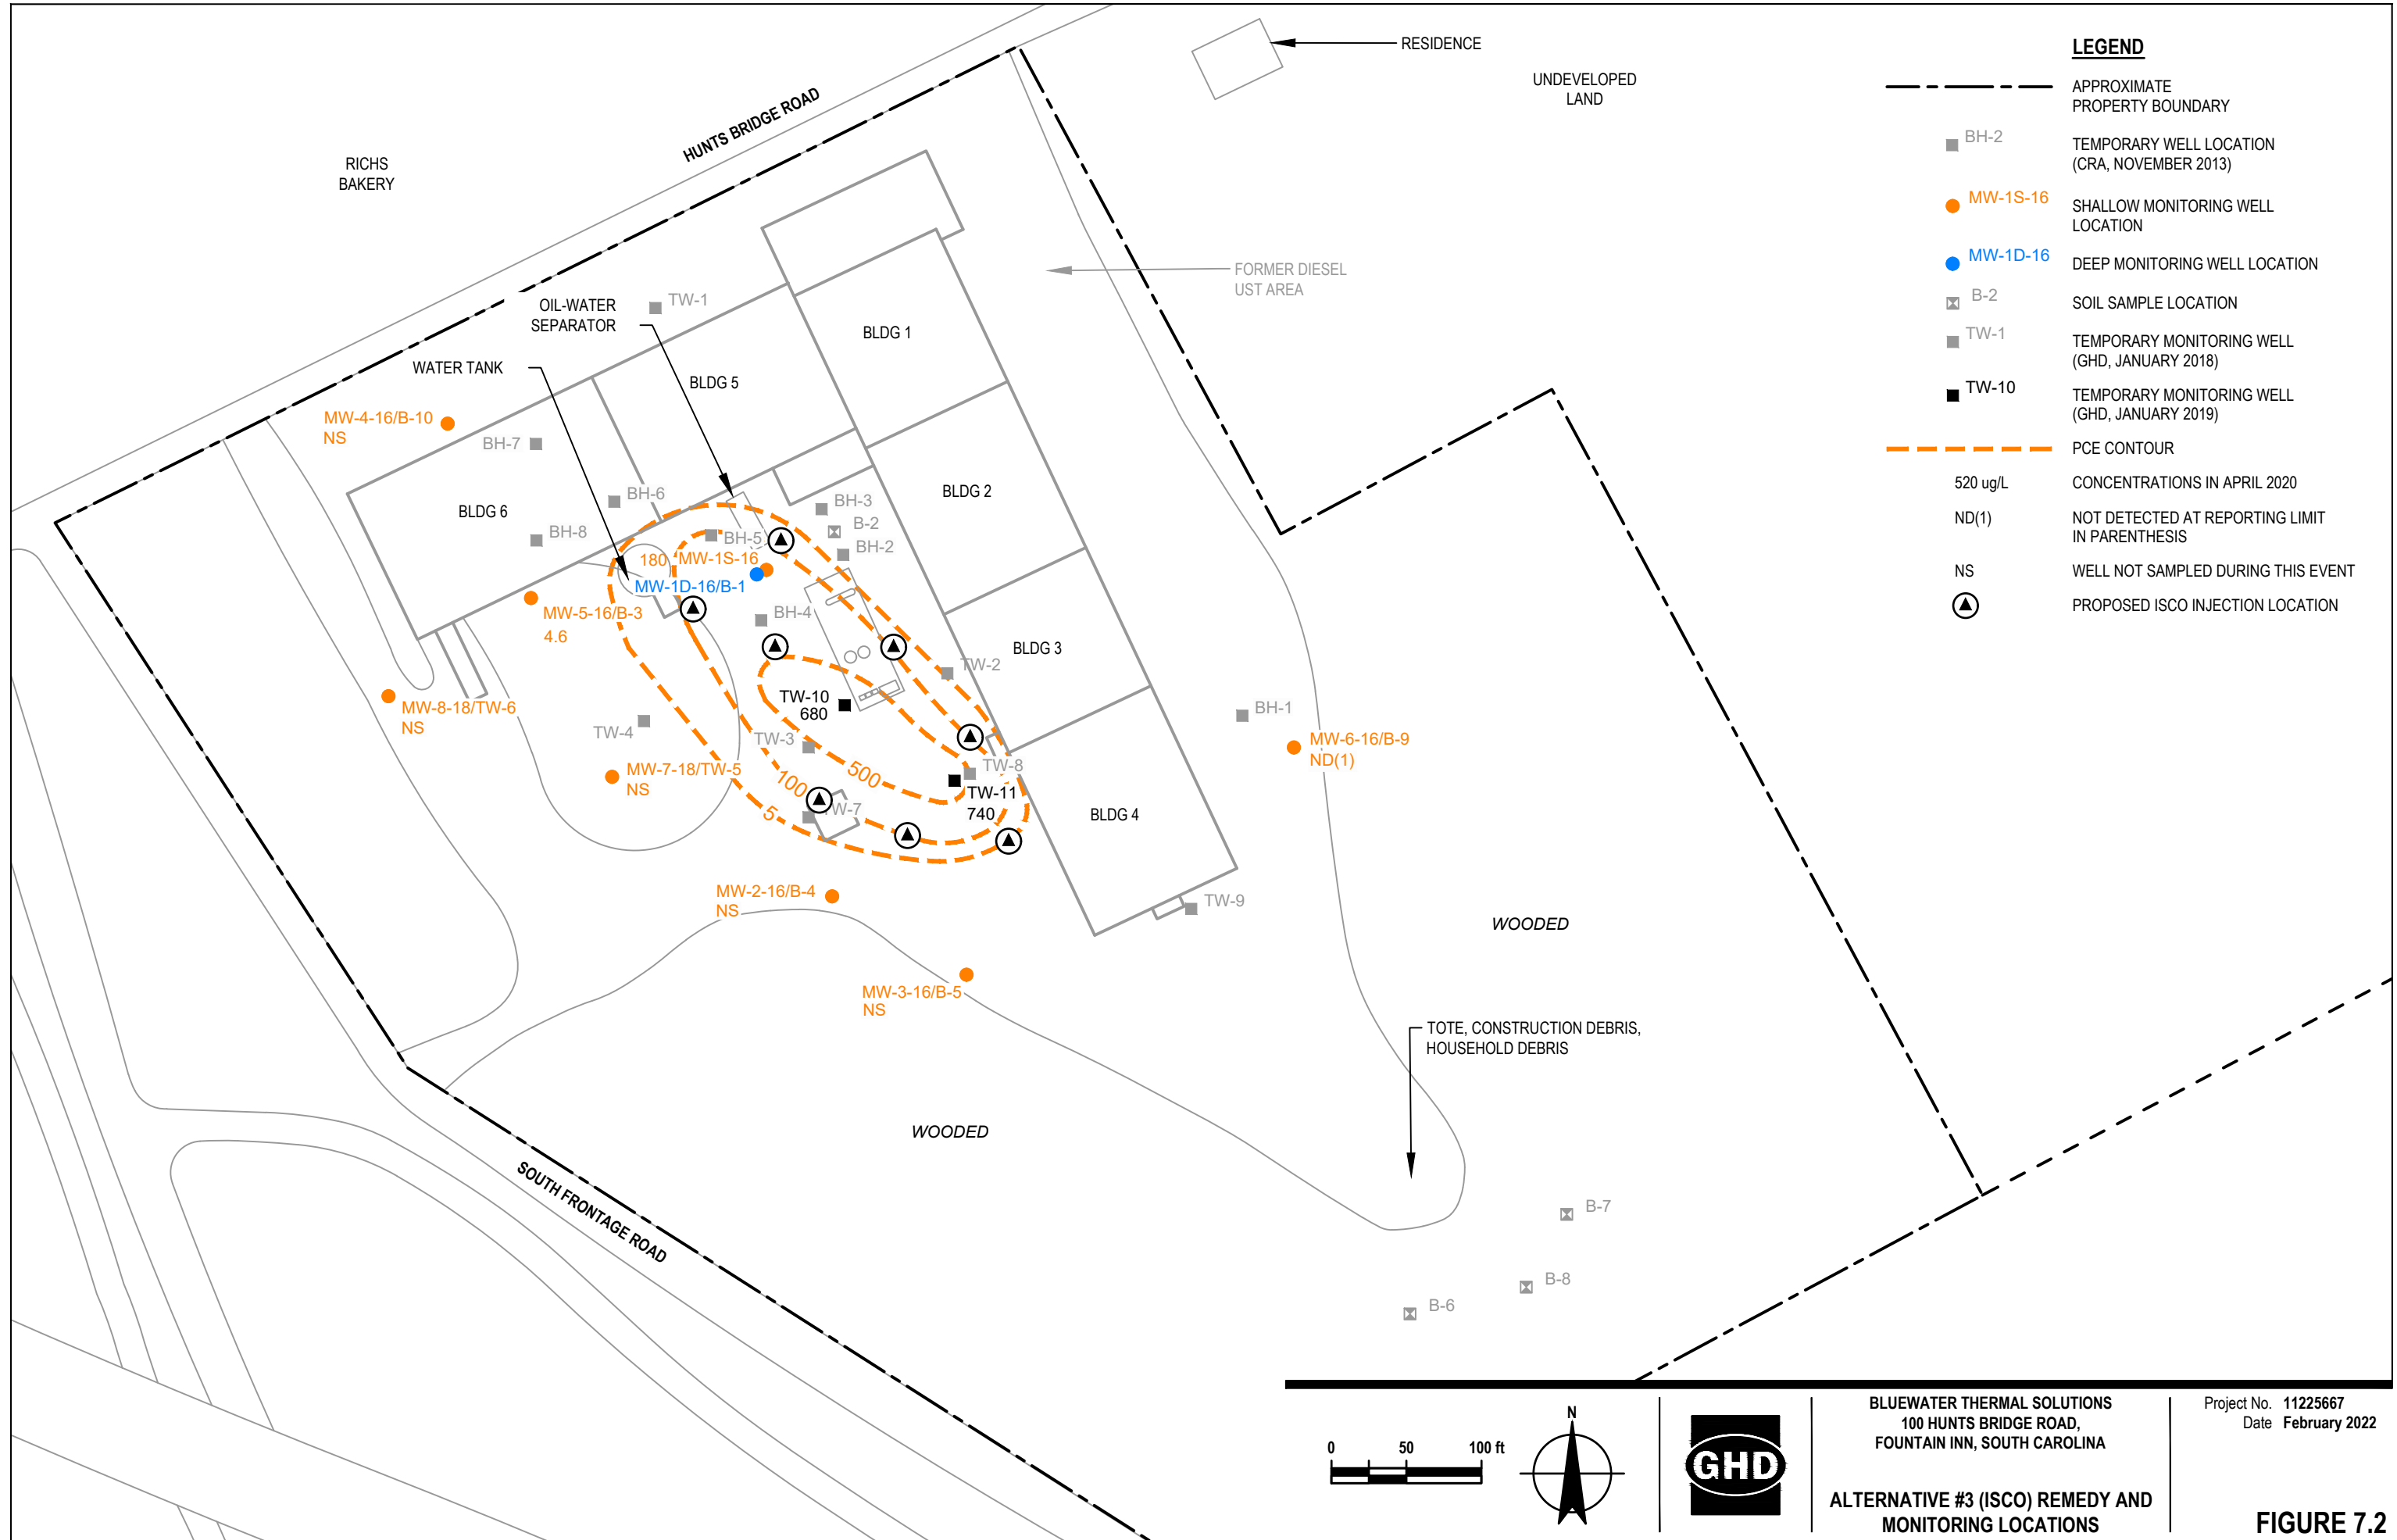 RESIDENCE
UNDEVELOPED
LAND
HUNTS BRIDGE ROAD
RICHS
BAKERY
FORMER DIESEL
UST AREA
OIL-WATER
SEPARATOR
TW-1
WATER TANK
BLDG 1
BLDG 5
MW-4-16/B-10
NS
BH-7
BLDG 6
BH-6
BH-8
BLDG 2
BH-3
B-2
BH-2
BH-5
180 MW-1S-16
MW-1D-16/B-1
MW-5-16/B-3
4.6
BH-4
BLDG 3
TW-2
TW-10
680
MW-8-18/TW-6
NS
TW-4
TW-3
BH-1
MW-6-16/B-9
ND(1)
MW-7-18/TW-5
NS
TW-8
TW-11
740
500
100
5
TW-7
BLDG 4
MW-2-16/B-4
NS
TW-9
WOODED
MW-3-16/B-5
NS
TOTE, CONSTRUCTION DEBRIS,
HOUSEHOLD DEBRIS
WOODED
SOUTH FRONTAGE ROAD
B-7
B-8
B-6
LEGEND
APPROXIMATE
PROPERTY BOUNDARY
BH-2
TEMPORARY WELL LOCATION
(CRA, NOVEMBER 2013)
MW-1S-16
SHALLOW MONITORING WELL
LOCATION
MW-1D-16
DEEP MONITORING WELL LOCATION
B-2
SOIL SAMPLE LOCATION
TW-1
TEMPORARY MONITORING WELL
(GHD, JANUARY 2018)
TW-10
TEMPORARY MONITORING WELL
(GHD, JANUARY 2019)
PCE CONTOUR
520 ug/L CONCENTRATIONS IN APRIL 2020
ND(1) NOT DETECTED AT REPORTING LIMIT
IN PARENTHESIS
NS WELL NOT SAMPLED DURING THIS EVENT
PROPOSED ISCO INJECTION LOCATION
0 50 100 ft
N
GHD
BLUEWATER THERMAL SOLUTIONS
100 HUNTS BRIDGE ROAD,
FOUNTAIN INN, SOUTH CAROLINA
ALTERNATIVE #3 (ISCO) REMEDY AND
MONITORING LOCATIONS
Project No. 11225667
Date February 2022
FIGURE 7.2